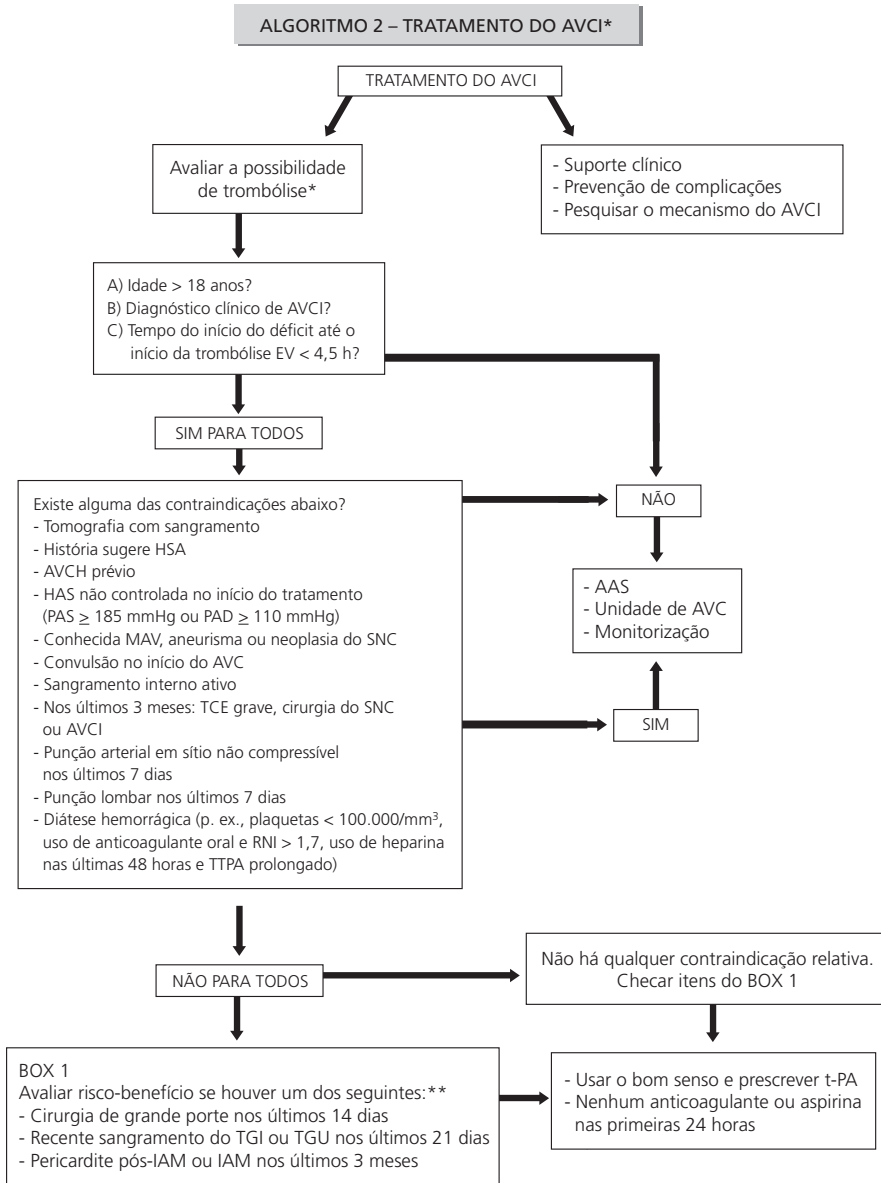 ALGORITMO 2 – TRATAMENTO DO AVCI*
TRATAMENTO DO AVCI
Avaliar a possibilidade
de trombólise*
- Suporte clínico
- Prevenção de complicações
- Pesquisar o mecanismo do AVCI
A) Idade > 18 anos?
B) Diagnóstico clínico de AVCI?
C) Tempo do início do déficit até o
início da trombólise EV < 4,5 h?
SIM PARA TODOS
Existe alguma das contraindicações abaixo?
- Tomografia com sangramento
- História sugere HSA
- AVCH prévio
- HAS não controlada no início do tratamento
(PAS ≥ 185 mmHg ou PAD ≥ 110 mmHg)
- Conhecida MAV, aneurisma ou neoplasia do SNC
- Convulsão no início do AVC
- Sangramento interno ativo
- Nos últimos 3 meses: TCE grave, cirurgia do SNC
ou AVCI
- Punção arterial em sítio não compressível
nos últimos 7 dias
- Punção lombar nos últimos 7 dias
- Diátese hemorrágica (p. ex., plaquetas < 100.000/mm³,
uso de anticoagulante oral e RNI > 1,7, uso de heparina
nas últimas 48 horas e TTPA prolongado)
NÃO
- AAS
- Unidade de AVC
- Monitorização
SIM
NÃO PARA TODOS
Não há qualquer contraindicação relativa.
Checar itens do BOX 1
BOX 1
Avaliar risco-benefício se houver um dos seguintes:**
- Cirurgia de grande porte nos últimos 14 dias
- Recente sangramento do TGI ou TGU nos últimos 21 dias
- Pericardite pós-IAM ou IAM nos últimos 3 meses
- Usar o bom senso e prescrever t-PA
- Nenhum anticoagulante ou aspirina
nas primeiras 24 horas